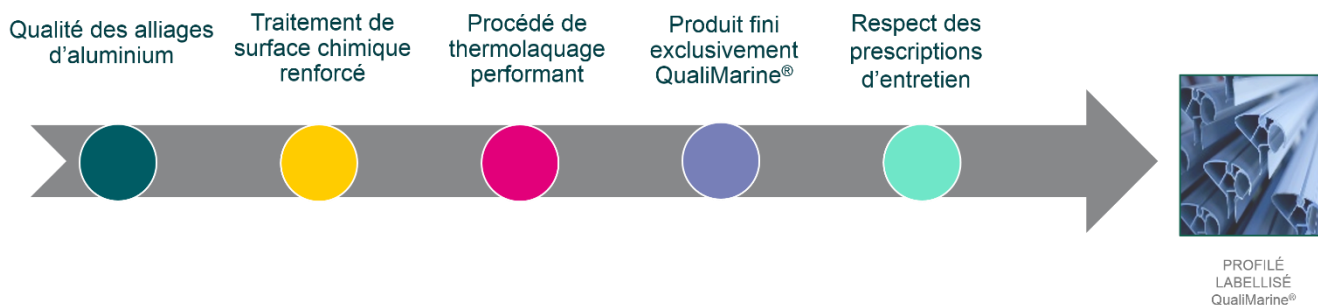 Qualité des alliages
d’aluminium
Traitement de
surface chimique
renforcé
Procédé de
thermolaquage
performant
Produit fini
exclusivement
QualiMarine®
Respect des
prescriptions
d’entretien
PROFILÉ
LABELLISÉ
QualiMarine®